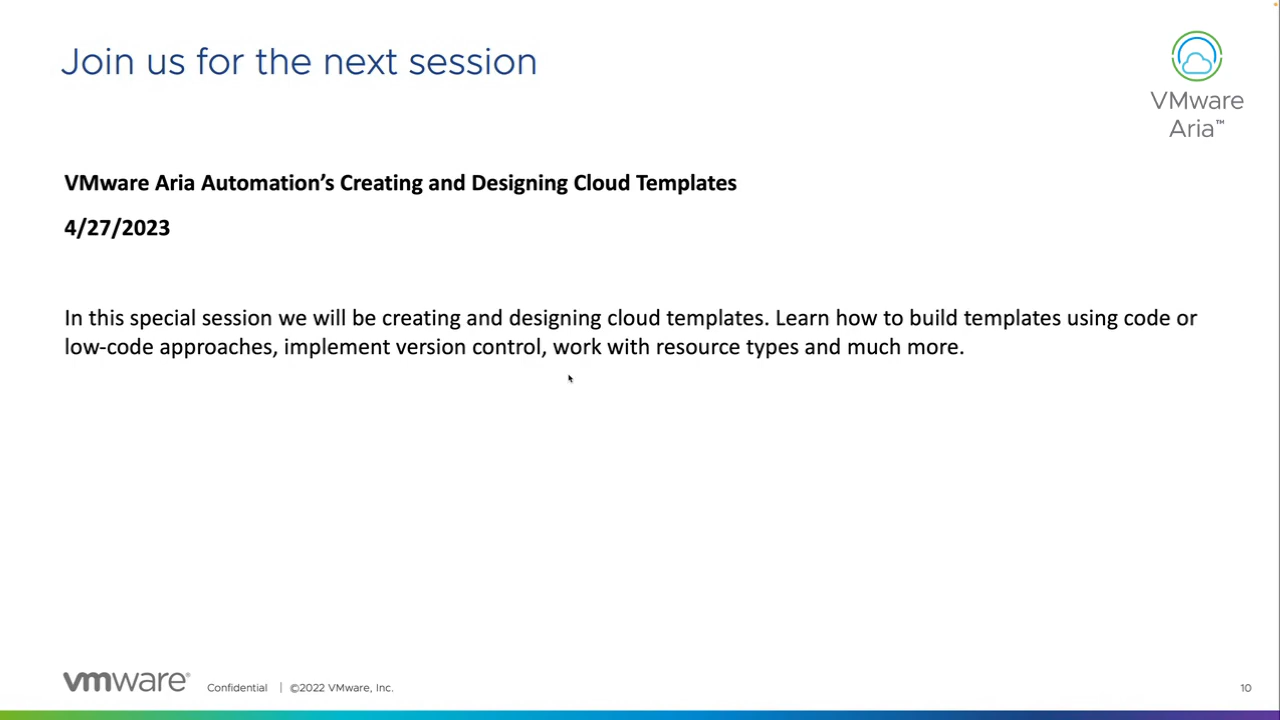 Join us for the next session
VMware
Aria™
VMware Aria Automation’s Creating and Designing Cloud Templates
4/27/2023
In this special session we will be creating and designing cloud templates. Learn how to build templates using code or
low-code approaches, implement version control, work with resource types and much more.
vmware®
Confidential | ©2022 VMware, Inc.
10